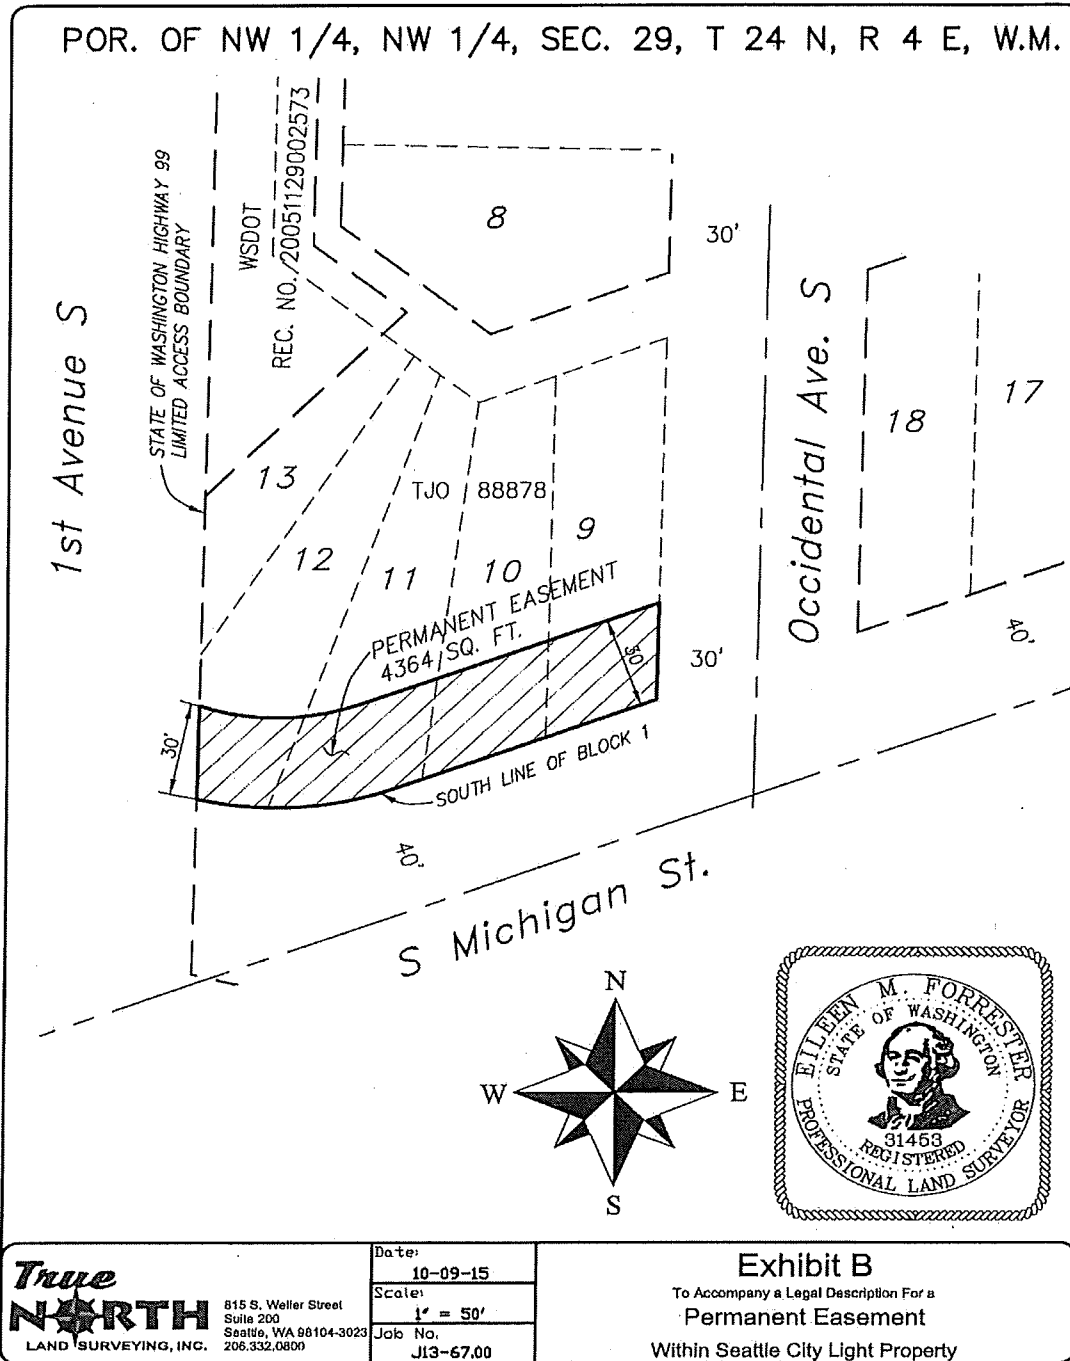 POR. OF NW 1/4, NW 1/4, SEC. 29, T 24 N, R 4 E, W.M.
1st Avenue S
STATE OF WASHINGTON HIGHWAY 99
LIMITED ACCESS BOUNDARY
WSDOT
REC. NO. 20051129002573
8
30'
Occidental Ave. S
18
17
13
12
11
TJO 88878
10
9
PERMANENT EASEMENT
4364 SQ. FT.
30'
30'
30'
40'
SOUTH LINE OF BLOCK 1
40'
S Michigan St.
N
W
E
S
EILEEN M. FORRESTER
STATE OF WASHINGTON
31453
REGISTERED
PROFESSIONAL LAND SURVEYOR
True
NORTH
LAND SURVEYING, INC.
815 S. Weller Street
Suite 200
Seattle, WA 98104-3023
206.332.0800
Date:
10-09-15
Scale:
1" = 50'
Job No.
J13-67.00
Exhibit B
To Accompany a Legal Description For a
Permanent Easement
Within Seattle City Light Property